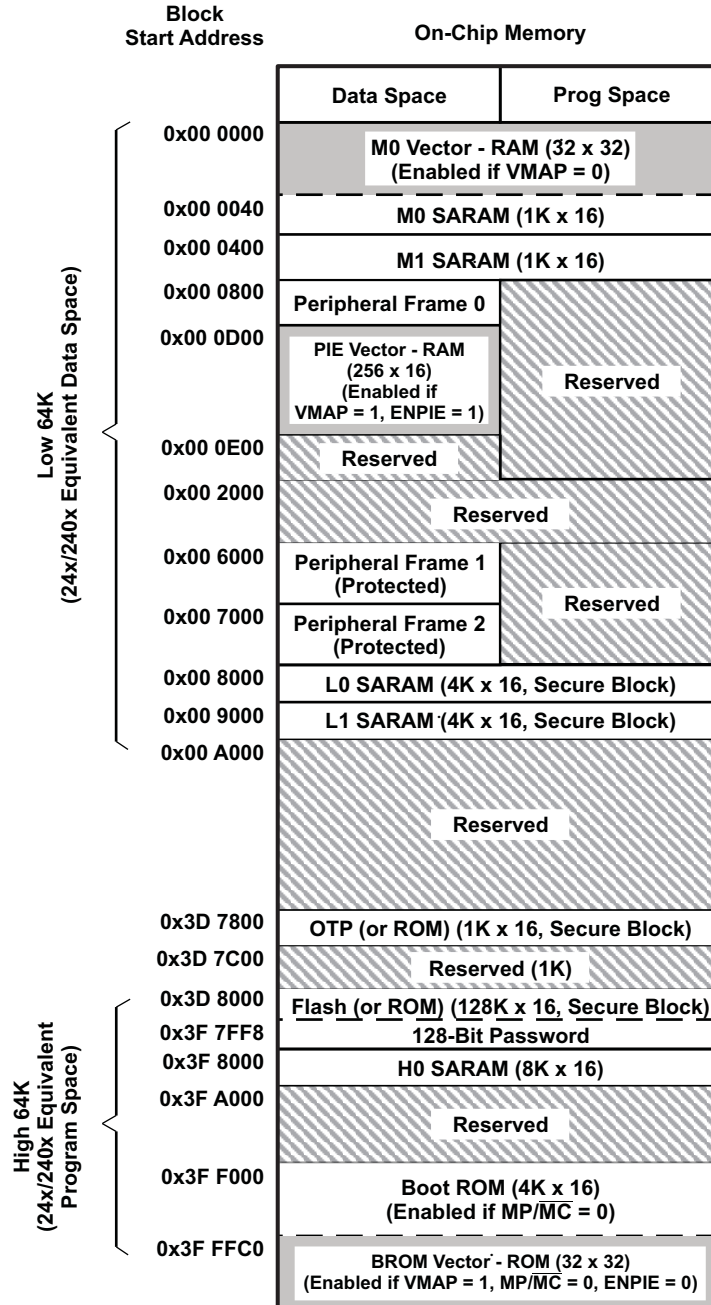 Block
Start Address
On-Chip Memory
Data Space
Prog Space
0x00 0000
M0 Vector - RAM (32 x 32)
(Enabled if VMAP = 0)
0x00 0040
M0 SARAM (1K x 16)
0x00 0400
M1 SARAM (1K x 16)
0x00 0800
Peripheral Frame 0
0x00 0D00
PIE Vector - RAM
(256 x 16)
(Enabled if
VMAP = 1, ENPIE = 1)
Reserved
0x00 0E00
Reserved
0x00 2000
Reserved
0x00 6000
Peripheral Frame 1
(Protected)
Reserved
0x00 7000
Peripheral Frame 2
(Protected)
0x00 8000
L0 SARAM (4K x 16, Secure Block)
0x00 9000
L1 SARAM (4K x 16, Secure Block)
0x00 A000
Reserved
Low 64K
(24x/240x Equivalent Data Space)
0x3D 7800
OTP (or ROM) (1K x 16, Secure Block)
0x3D 7C00
Reserved (1K)
0x3D 8000
Flash (or ROM) (128K x 16, Secure Block)
0x3F 7FF8
128-Bit Password
0x3F 8000
H0 SARAM (8K x 16)
0x3F A000
Reserved
0x3F F000
Boot ROM (4K x 16)
(Enabled if MP/MC = 0)
0x3F FFC0
BROM Vector - ROM (32 x 32)
(Enabled if VMAP = 1, MP/MC = 0, ENPIE = 0)
High 64K
(24x/240x Equivalent
Program Space)